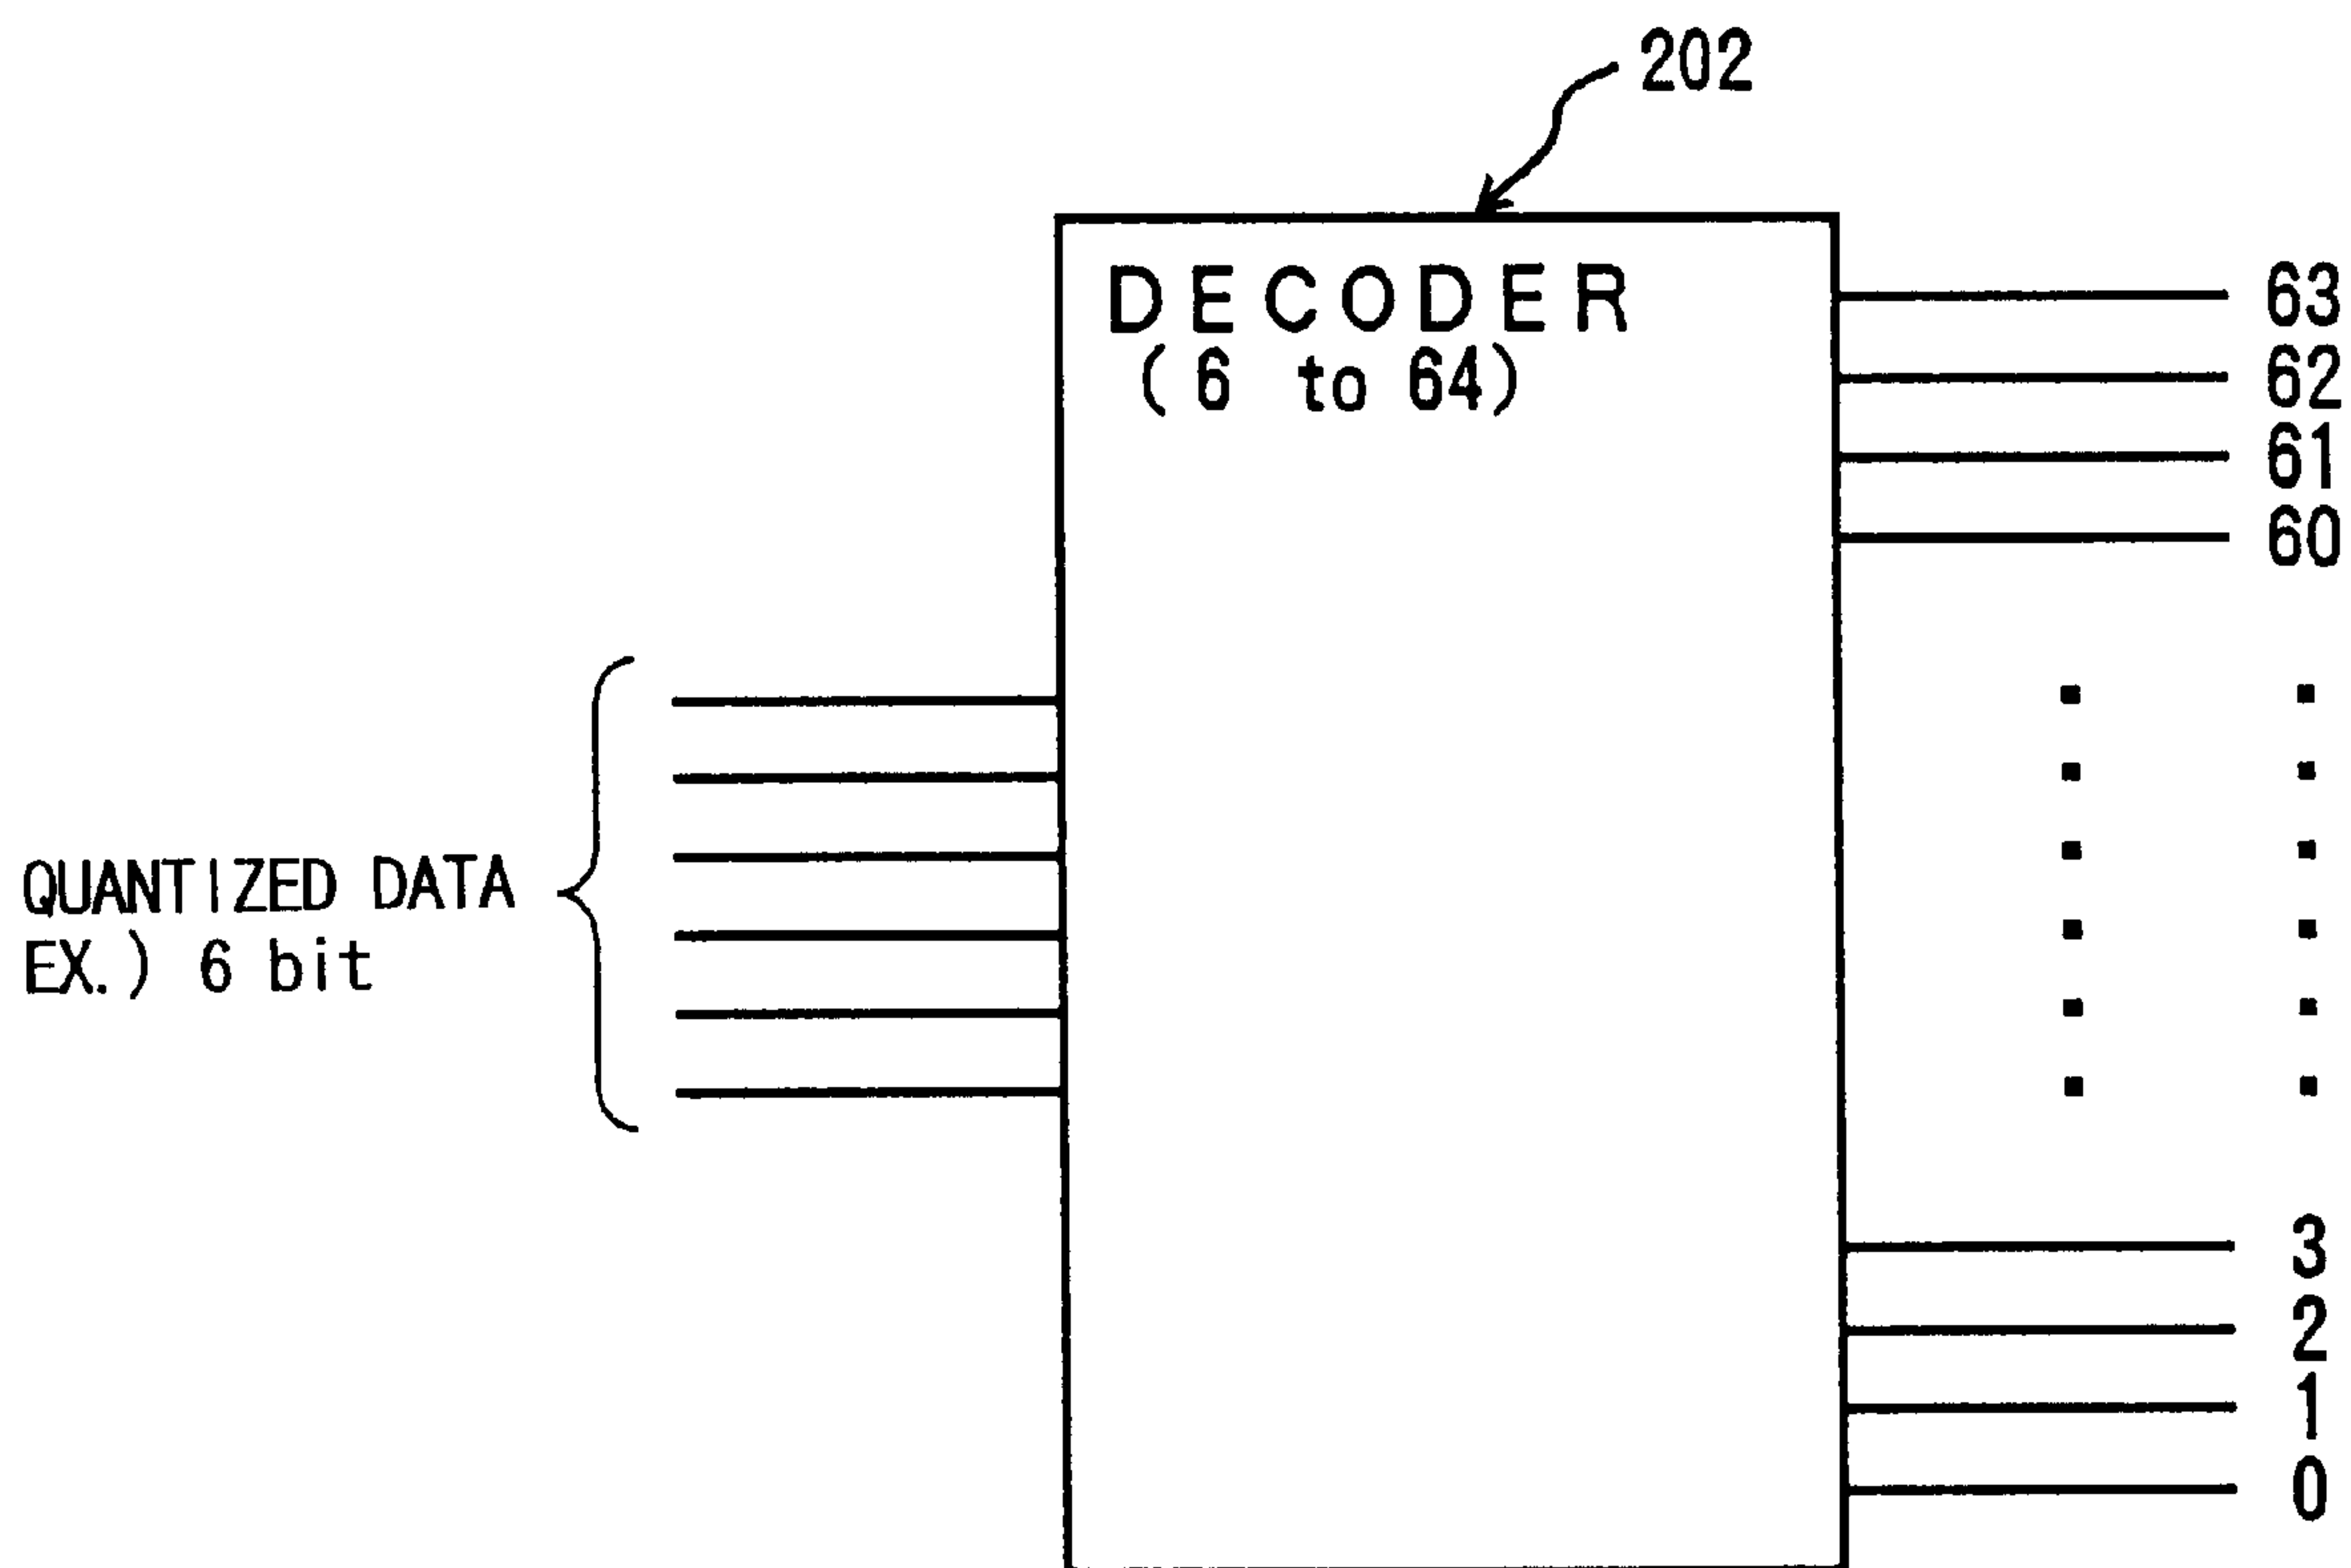 202
DECODER
(6 to 64)
63
62
61
60
QUANTIZED DATA
EX.) 6 bit
3
2
1
0